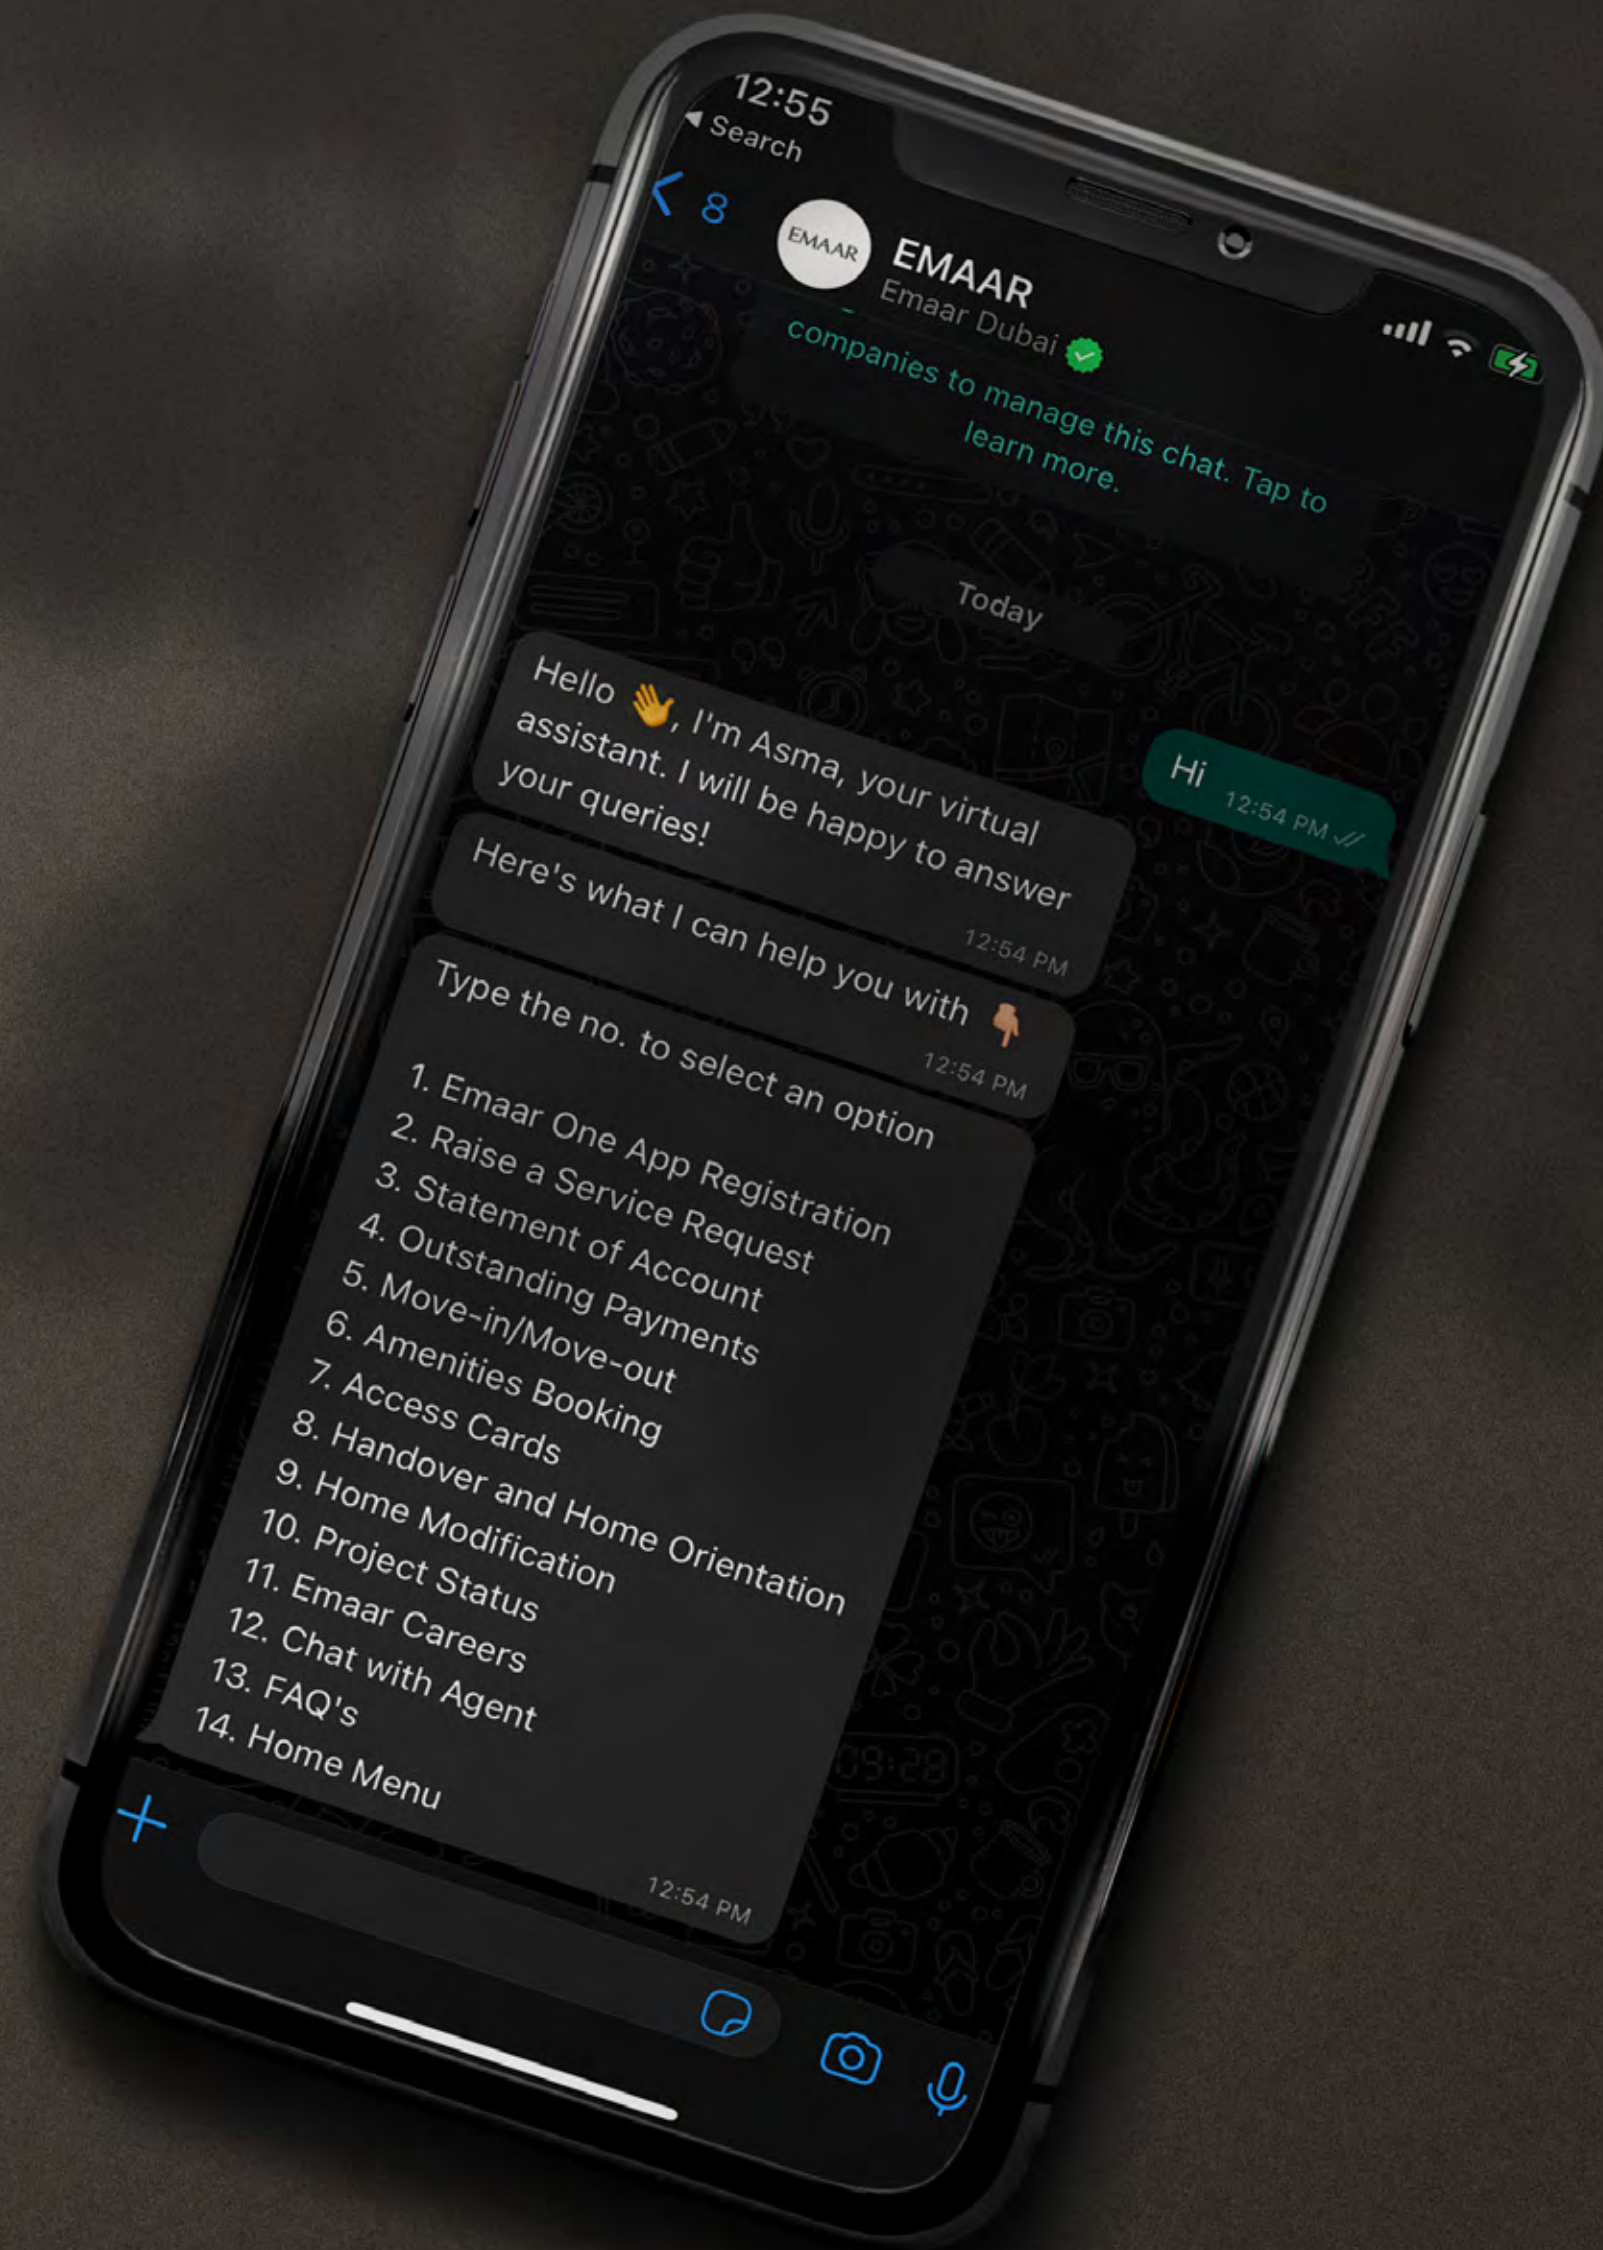 12:55
Search
8
EMAAR
EMAAR
Emaar Dubai
companies to manage this chat. Tap to
learn more.
Today
Hi
12:54 PM
Hello 👋, I'm Asma, your virtual
assistant. I will be happy to answer
your queries!
12:54 PM
Here's what I can help you with 👇🏼
12:54 PM
Type the no. to select an option
1. Emaar One App Registration
2. Raise a Service Request
3. Statement of Account
4. Outstanding Payments
5. Move-in/Move-out
6. Amenities Booking
7. Access Cards
8. Handover and Home Orientation
9. Home Modification
10. Project Status
11. Emaar Careers
12. Chat with Agent
13. FAQ's
14. Home Menu
12:54 PM
09:28